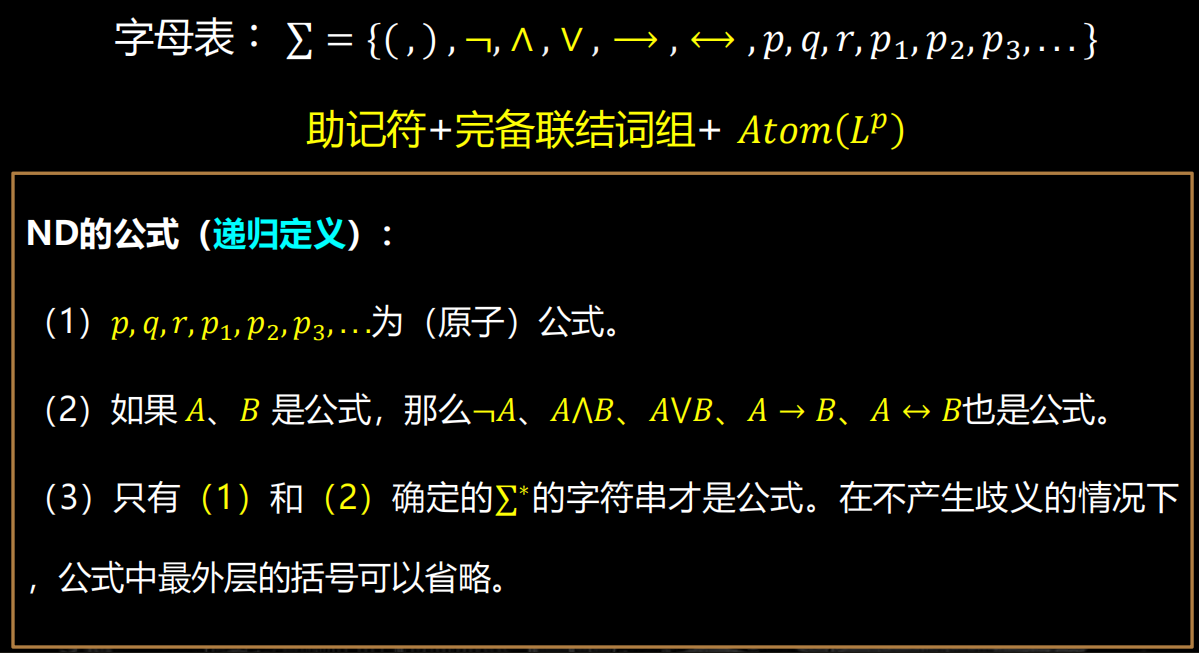 字母表： ∑ = {( , ) , ¬, ∧ , ∨ , ⟶ , ⟷ , p, q, r, p₁, p₂, p₃, … }
助记符+完备联结词组+ Atom(Lᵖ)
ND的公式（递归定义）:
（1）p, q, r, p₁, p₂, p₃, …为（原子）公式。
（2）如果 A、B 是公式，那么¬A、A∧B、A∨B、A → B、A ↔ B也是公式。
（3）只有（1）和（2）确定的∑*的字符串才是公式。在不产生歧义的情况下
，公式中最外层的括号可以省略。